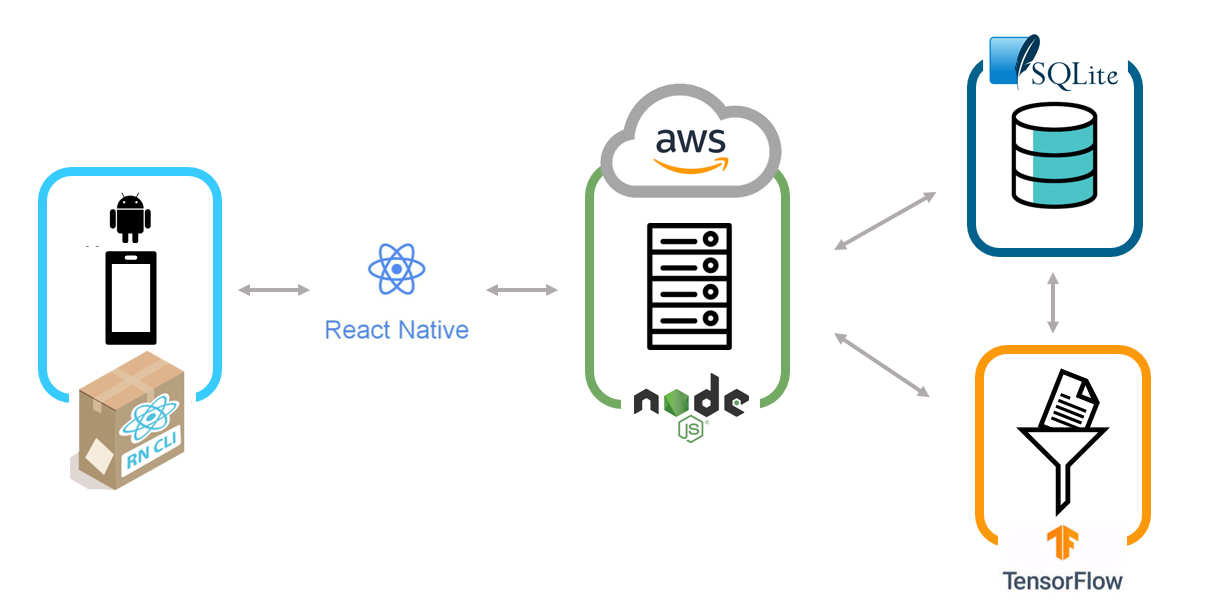 RN CLI
React Native
aws
node
JS
SQLite
TensorFlow